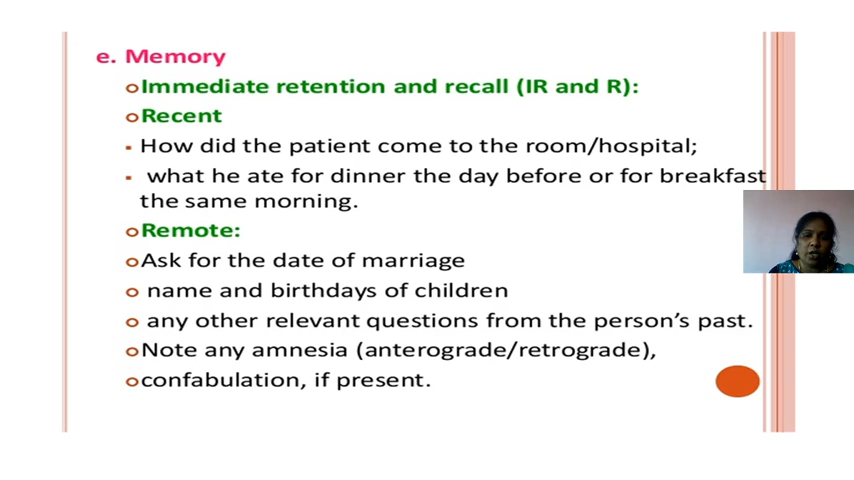 e. Memory
Immediate retention and recall (IR and R):
Recent
How did the patient come to the room/hospital;
what he ate for dinner the day before or for breakfast
the same morning.
Remote:
Ask for the date of marriage
name and birthdays of children
any other relevant questions from the person's past.
Note any amnesia (anterograde/retrograde),
confabulation, if present.